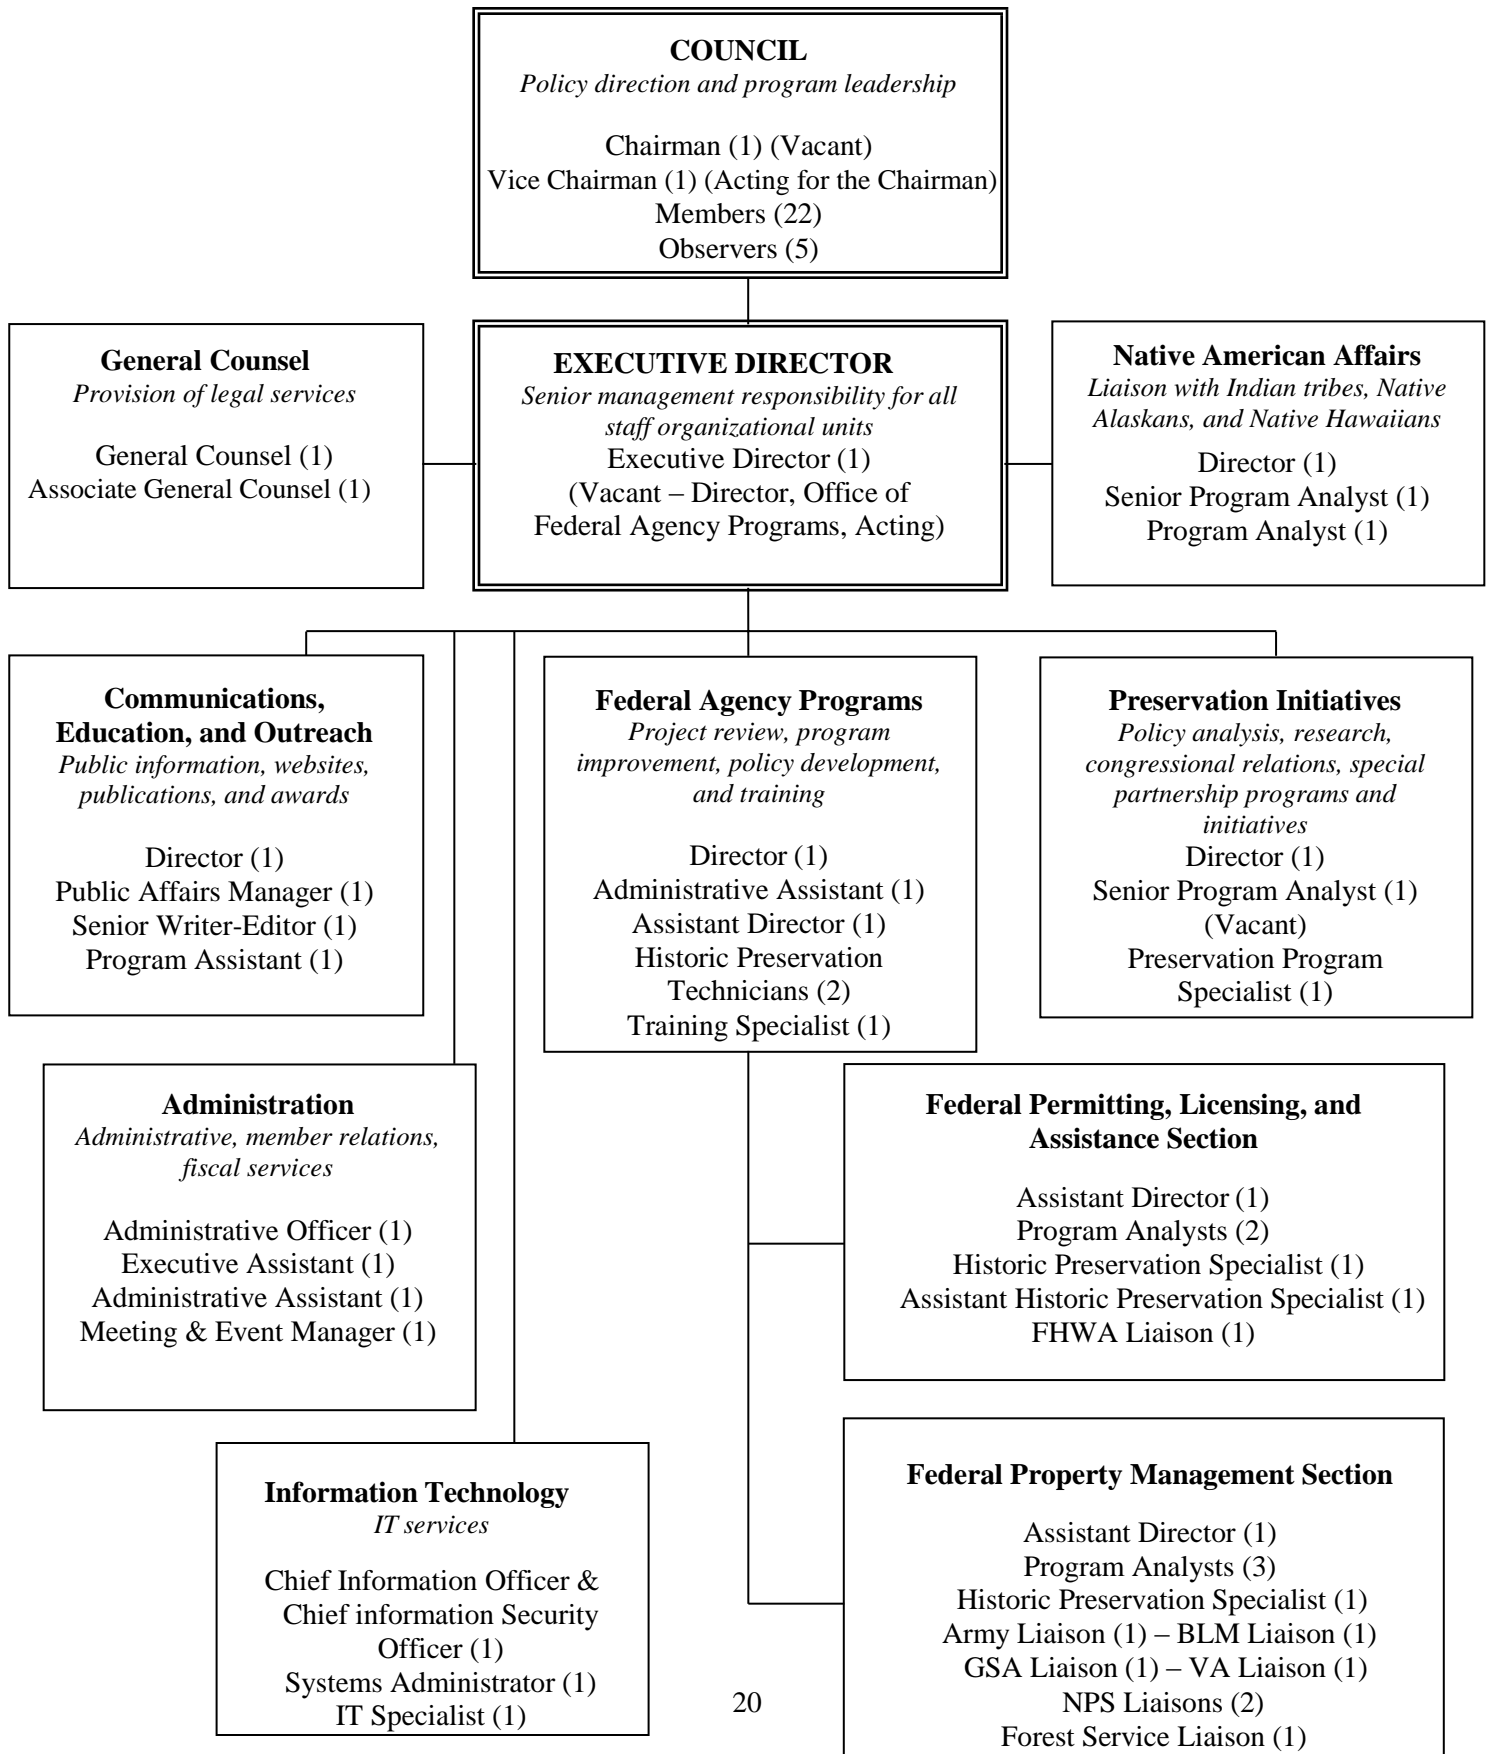 COUNCIL
Policy direction and program leadership
Chairman (1) (Vacant)
Vice Chairman (1) (Acting for the Chairman)
Members (22)
Observers (5)
General Counsel
Provision of legal services
General Counsel (1)
Associate General Counsel (1)
EXECUTIVE DIRECTOR
Senior management responsibility for all
staff organizational units
Executive Director (1)
(Vacant – Director, Office of
Federal Agency Programs, Acting)
Native American Affairs
Liaison with Indian tribes, Native
Alaskans, and Native Hawaiians
Director (1)
Senior Program Analyst (1)
Program Analyst (1)
Communications,
Education, and Outreach
Public information, websites,
publications, and awards
Director (1)
Public Affairs Manager (1)
Senior Writer-Editor (1)
Program Assistant (1)
Federal Agency Programs
Project review, program
improvement, policy development,
and training
Director (1)
Administrative Assistant (1)
Assistant Director (1)
Historic Preservation
Technicians (2)
Training Specialist (1)
Preservation Initiatives
Policy analysis, research,
congressional relations, special
partnership programs and
initiatives
Director (1)
Senior Program Analyst (1)
(Vacant)
Preservation Program
Specialist (1)
Administration
Administrative, member relations,
fiscal services
Administrative Officer (1)
Executive Assistant (1)
Administrative Assistant (1)
Meeting & Event Manager (1)
Federal Permitting, Licensing, and
Assistance Section
Assistant Director (1)
Program Analysts (2)
Historic Preservation Specialist (1)
Assistant Historic Preservation Specialist (1)
FHWA Liaison (1)
Information Technology
IT services
Chief Information Officer &
Chief information Security
Officer (1)
Systems Administrator (1)
IT Specialist (1)
Federal Property Management Section
Assistant Director (1)
Program Analysts (3)
Historic Preservation Specialist (1)
Army Liaison (1) – BLM Liaison (1)
GSA Liaison (1) – VA Liaison (1)
NPS Liaisons (2)
Forest Service Liaison (1)
20